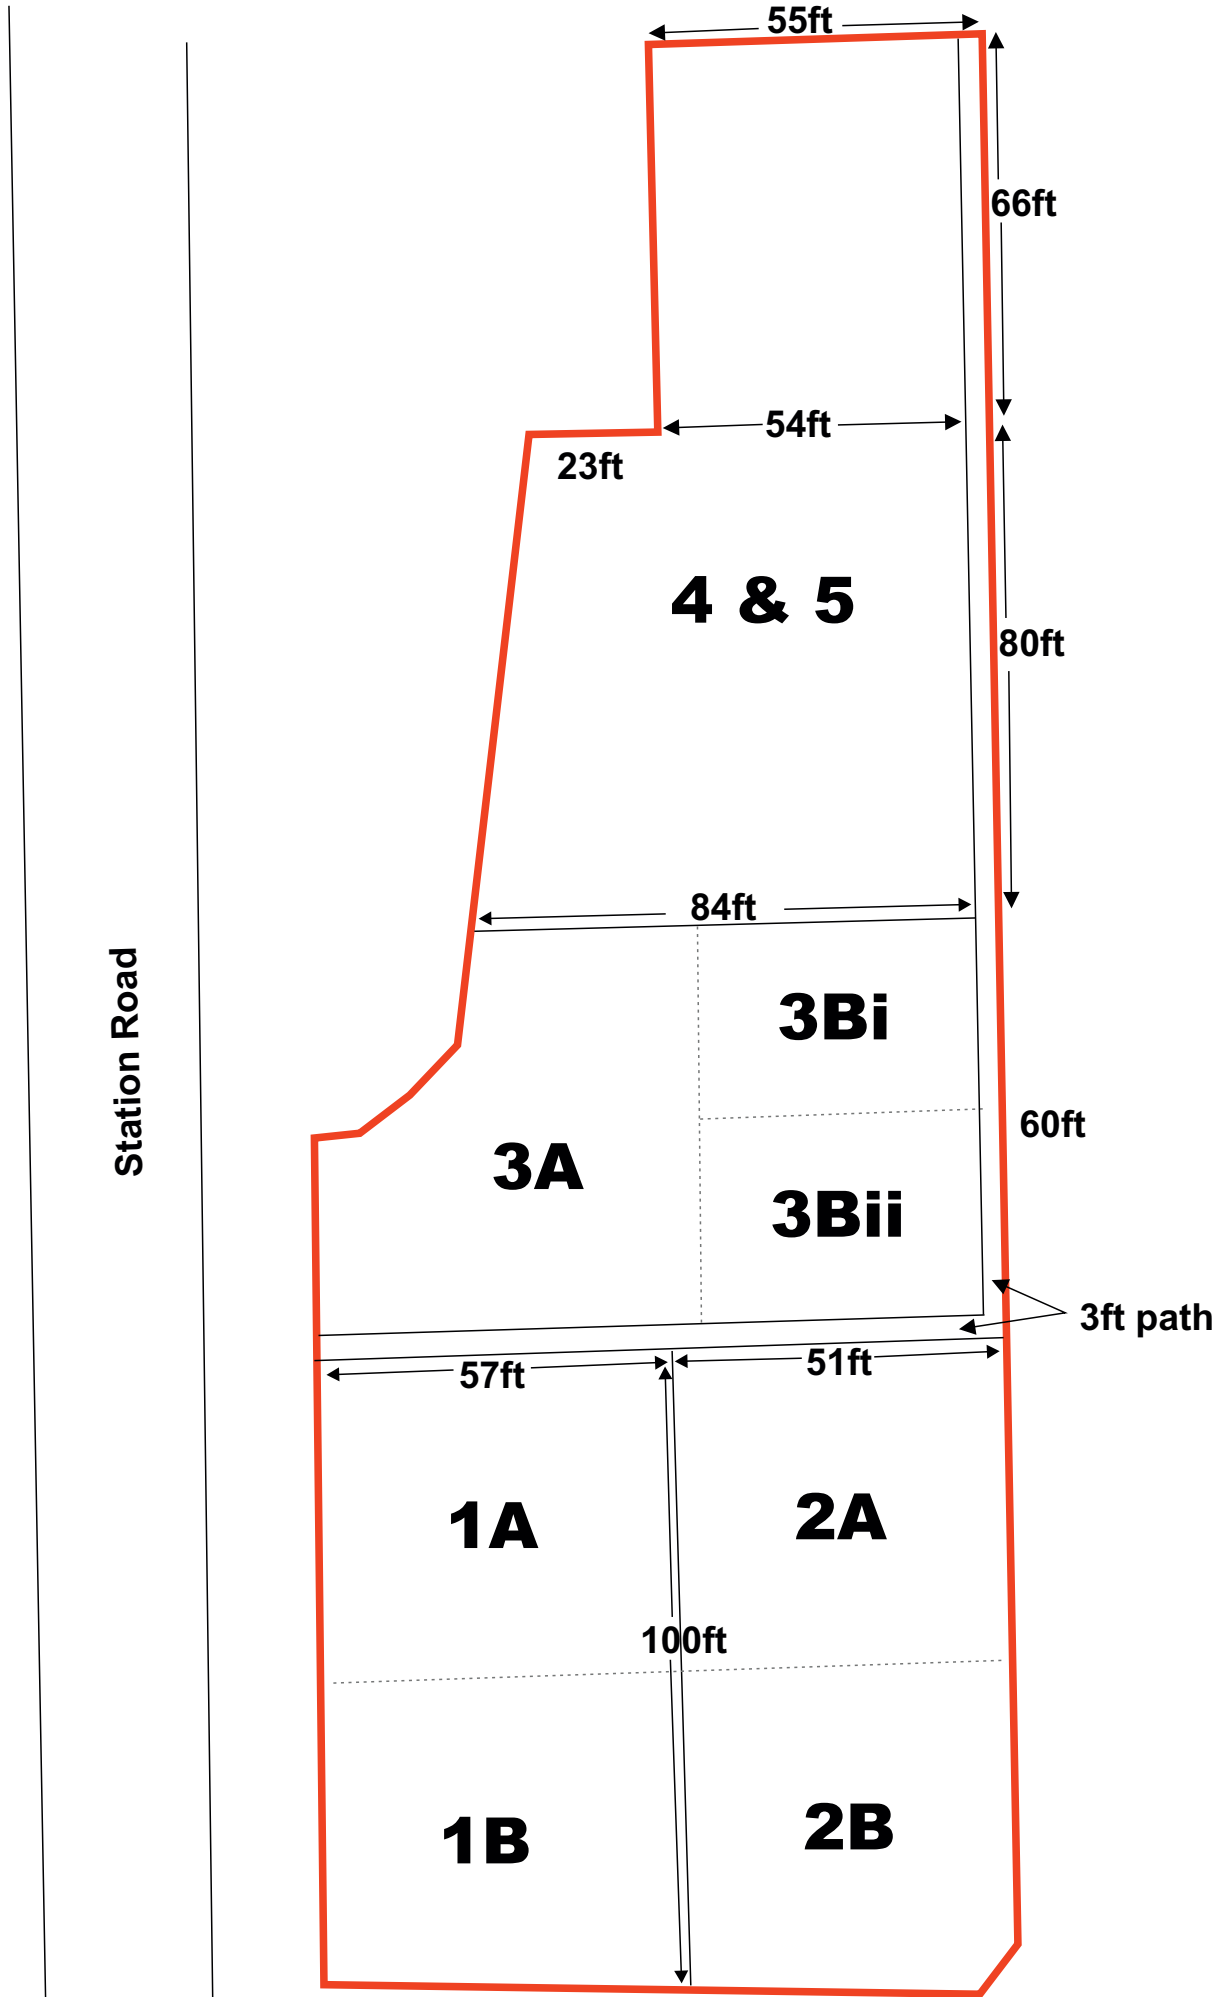 55ft
66ft
54ft
23ft
4 & 5
80ft
84ft
Station Road
3Bi
60ft
3A
3Bii
3ft path
57ft
51ft
1A
2A
100ft
1B
2B